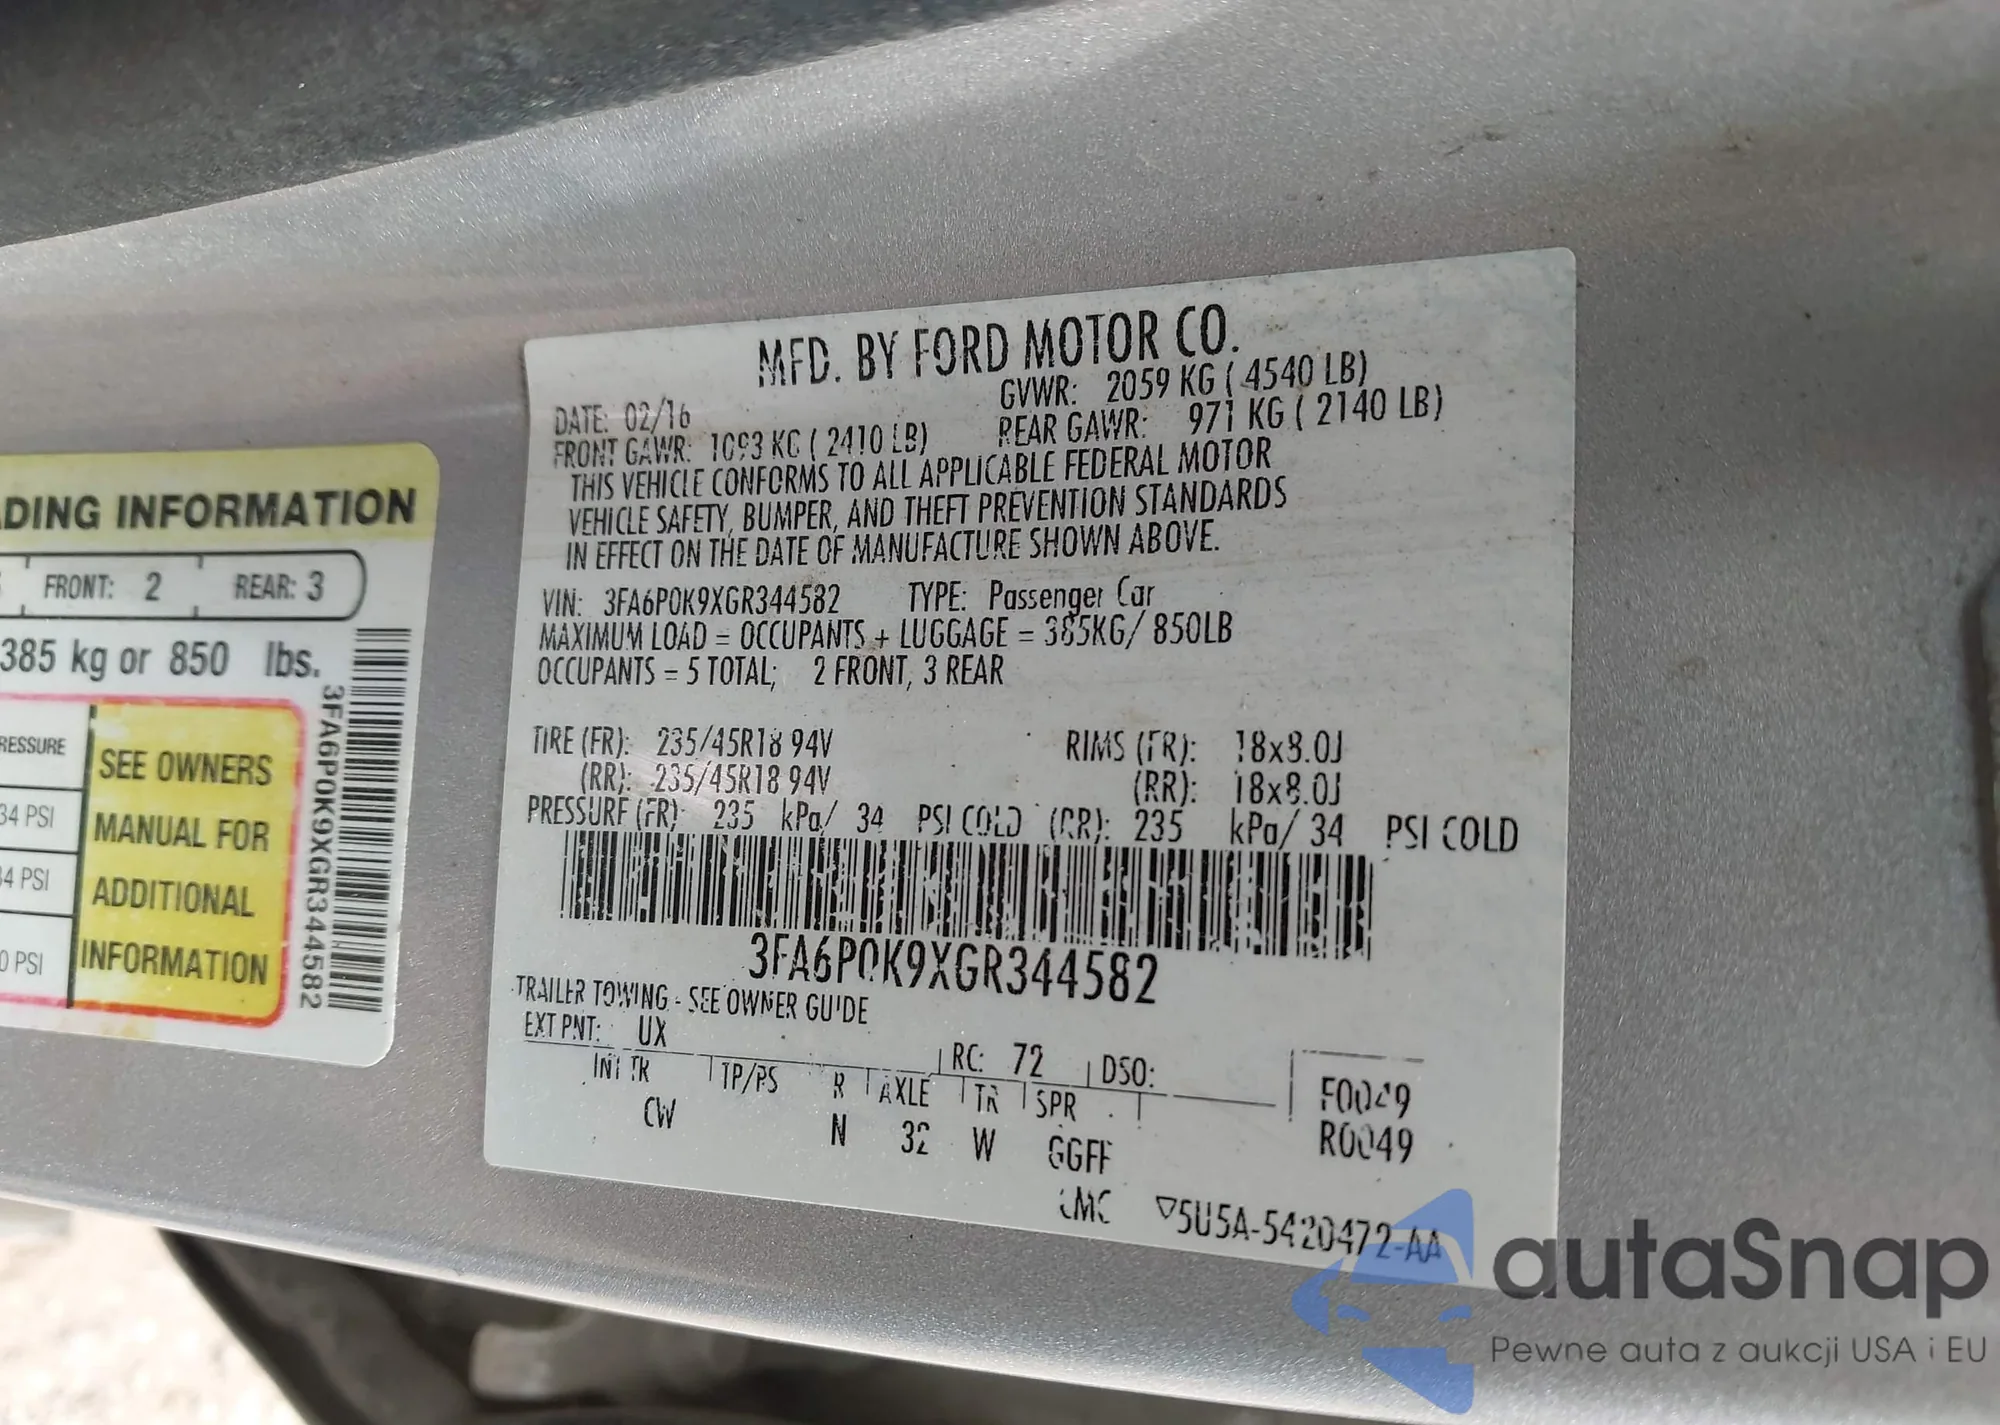 ADING INFORMATION
FRONT: 2 REAR: 3
385 kg or 850 lbs.
RESSURE
34 PSI
34 PSI
0 PSI
SEE OWNERS
MANUAL FOR
ADDITIONAL
INFORMATION
3FA6P0K9XGR344582
MFD. BY FORD MOTOR CO.
DATE: 02/16 GVWR: 2059 KG ( 4540 LB)
FRONT GAWR: 1093 KG ( 2410 LB) REAR GAWR: 971 KG ( 2140 LB)
THIS VEHICLE CONFORMS TO ALL APPLICABLE FEDERAL MOTOR
VEHICLE SAFETY, BUMPER, AND THEFT PREVENTION STANDARDS
IN EFFECT ON THE DATE OF MANUFACTURE SHOWN ABOVE.
VIN: 3FA6P0K9XGR344582 TYPE: Passenger Car
MAXIMUM LOAD = OCCUPANTS + LUGGAGE = 385KG/ 850LB
OCCUPANTS = 5 TOTAL; 2 FRONT, 3 REAR
TIRE (FR): 235/45R18 94V RIMS (FR): 18x8.0J
(RR): 235/45R18 94V (RR): 18x8.0J
PRESSURE (FR): 235 kPa/ 34 PSI COLD (RR): 235 kPa/ 34 PSI COLD
3FA6P0K9XGR344582
TRAILER TOWING - SEE OWNER GUIDE
EXT PNT: UX RC: 72 DSO:
INT TR TP/PS R AXLE TR SPR
CW N 32 W GGFF
F0049
R0049
▽5U5A-5420472-AA
autaSnap
Pewne auta z aukcji USA i EU